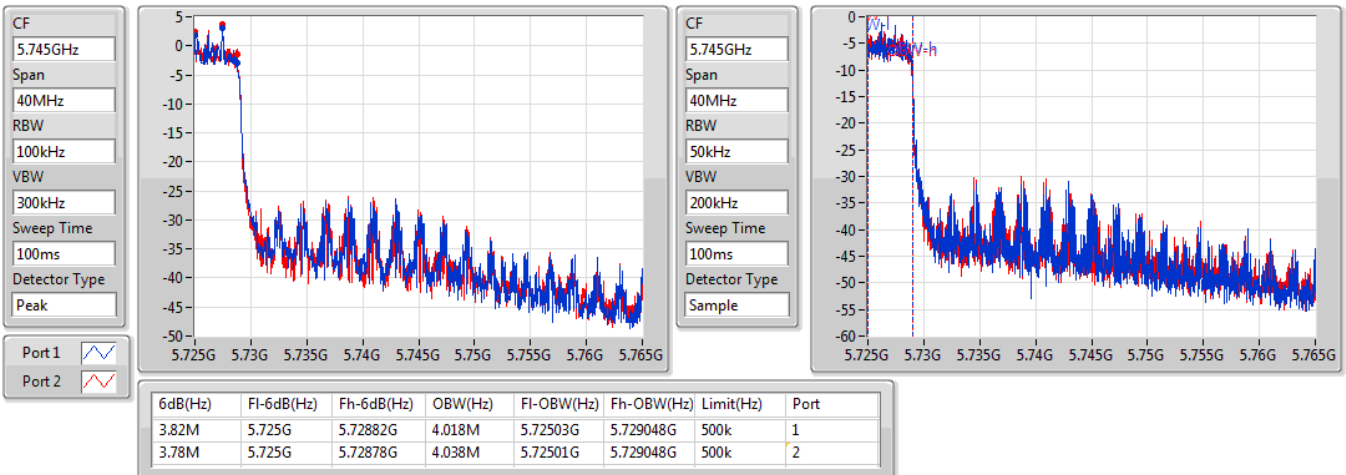 CF
5.745GHz
Span
40MHz
RBW
100kHz
VBW
300kHz
Sweep Time
100ms
Detector Type
Peak
Port 1
Port 2
5
0
-5
-10
-15
-20
-25
-30
-35
-40
-45
-50
5.725G 5.73G 5.735G 5.74G 5.745G 5.75G 5.755G 5.76G 5.765G
CF
5.745GHz
Span
40MHz
RBW
50kHz
VBW
200kHz
Sweep Time
100ms
Detector Type
Sample
0
-5
-10
-15
-20
-25
-30
-35
-40
-45
-50
-55
-60
5.725G 5.73G 5.735G 5.74G 5.745G 5.75G 5.755G 5.76G 5.765G
6dB(Hz) Fl-6dB(Hz) Fh-6dB(Hz) OBW(Hz) Fl-OBW(Hz) Fh-OBW(Hz) Limit(Hz) Port
3.82M 5.725G 5.72882G 4.018M 5.72503G 5.729048G 500k 1
3.78M 5.725G 5.72878G 4.038M 5.72501G 5.729048G 500k 2